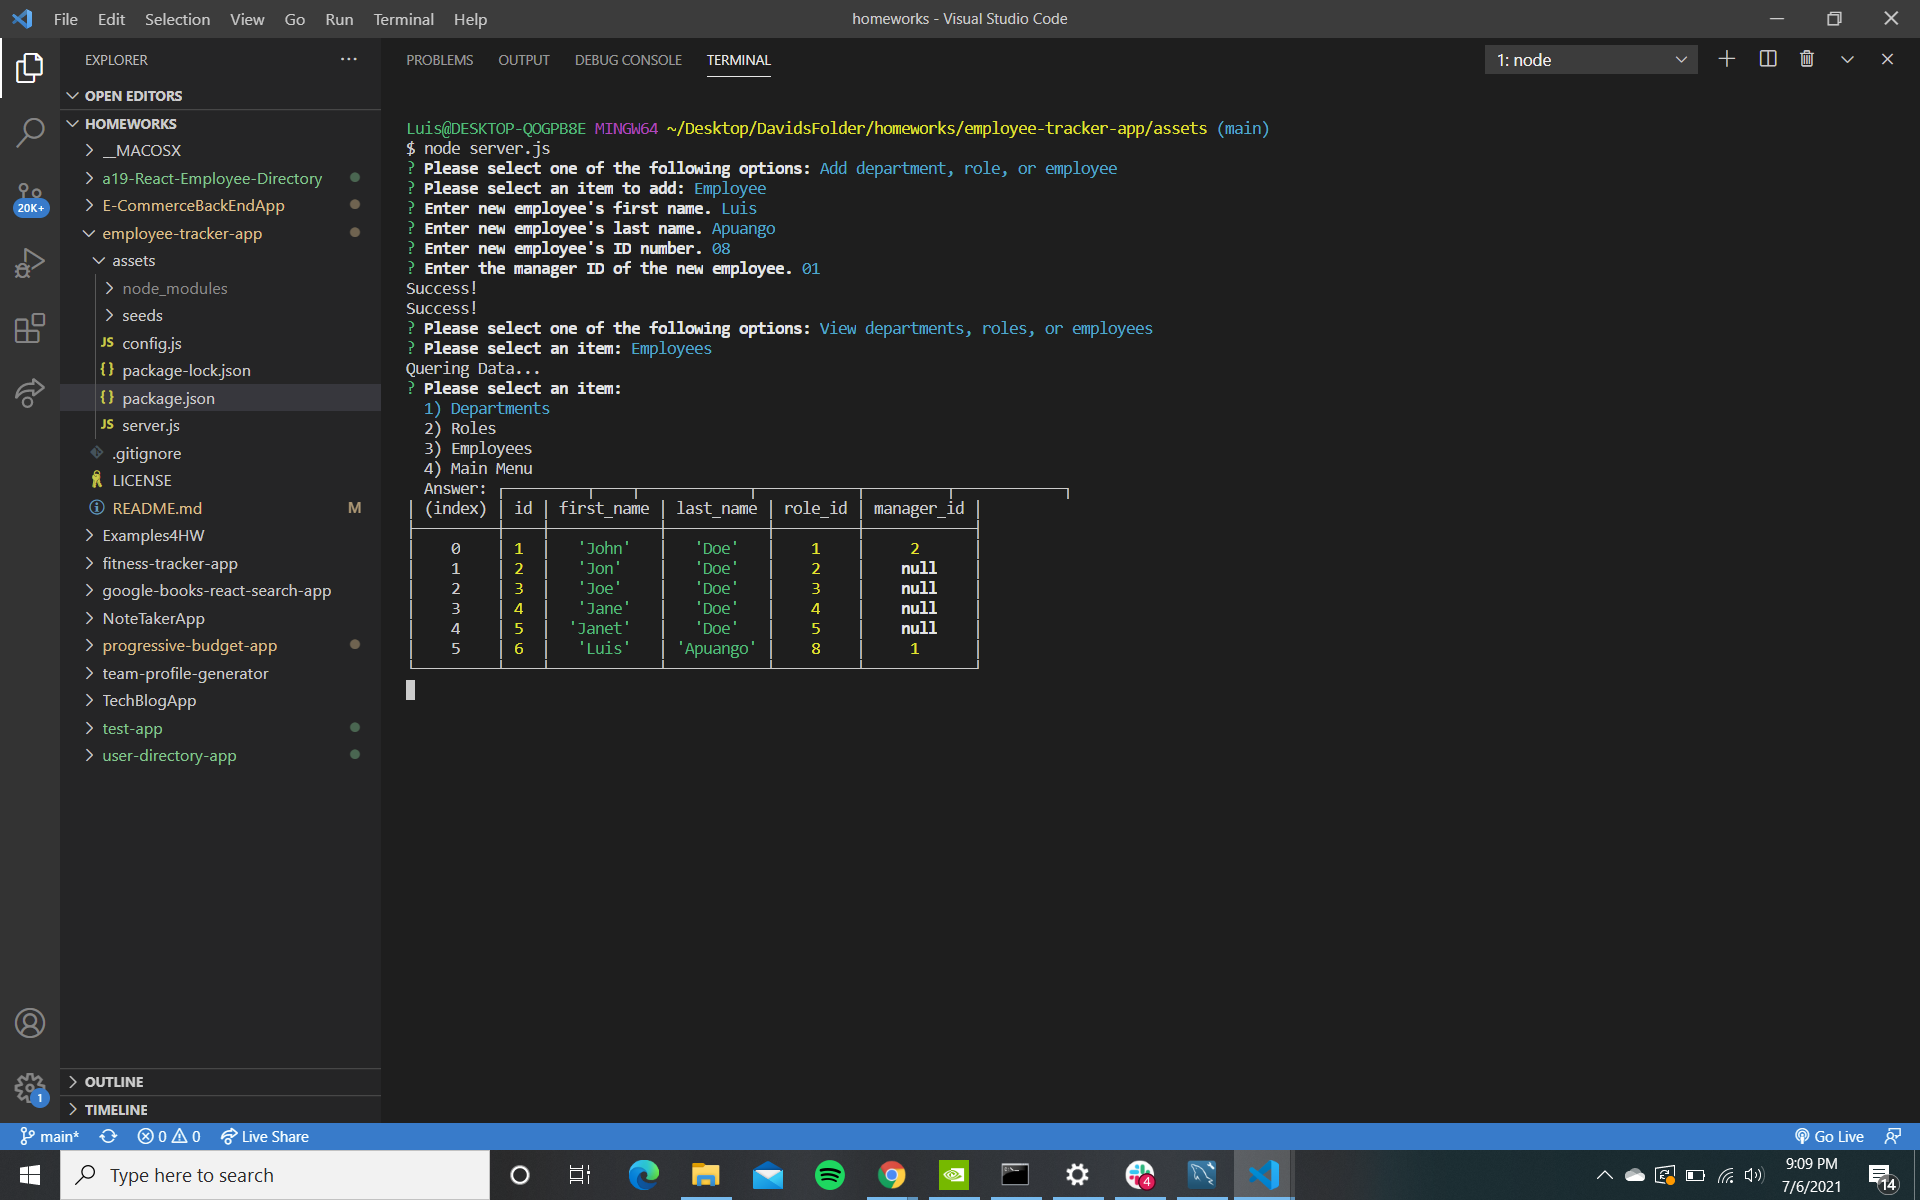 File Edit Selection View Go Run Terminal Help
homeworks - Visual Studio Code
EXPLORER
OPEN EDITORS
HOMEWORKS
__MACOSX
a19-React-Employee-Directory
E-CommerceBackEndApp
employee-tracker-app
assets
node_modules
seeds
JS config.js
{} package-lock.json
{} package.json
JS server.js
.gitignore
LICENSE
README.md M
Examples4HW
fitness-tracker-app
google-books-react-search-app
NoteTakerApp
progressive-budget-app
team-profile-generator
TechBlogApp
test-app
user-directory-app
OUTLINE
TIMELINE
20K+
1
PROBLEMS OUTPUT DEBUG CONSOLE TERMINAL
1: node
Luis@DESKTOP-QOGPB8E MINGW64 ~/Desktop/DavidsFolder/homeworks/employee-tracker-app/assets (main)
$ node server.js
? Please select one of the following options: Add department, role, or employee
? Please select an item to add: Employee
? Enter new employee's first name. Luis
? Enter new employee's last name. Apuango
? Enter new employee's ID number. 08
? Enter the manager ID of the new employee. 01
Success!
Success!
? Please select one of the following options: View departments, roles, or employees
? Please select an item: Employees
Quering Data...
? Please select an item:
1) Departments
2) Roles
3) Employees
4) Main Menu
Answer:
(index) id first_name last_name role_id manager_id
0 1 'John' 'Doe' 1 2
1 2 'Jon' 'Doe' 2 null
2 3 'Joe' 'Doe' 3 null
3 4 'Jane' 'Doe' 4 null
4 5 'Janet' 'Doe' 5 null
5 6 'Luis' 'Apuango' 8 1
main* 0 0 Live Share
Go Live
Type here to search
4
9:09 PM
7/6/2021
14